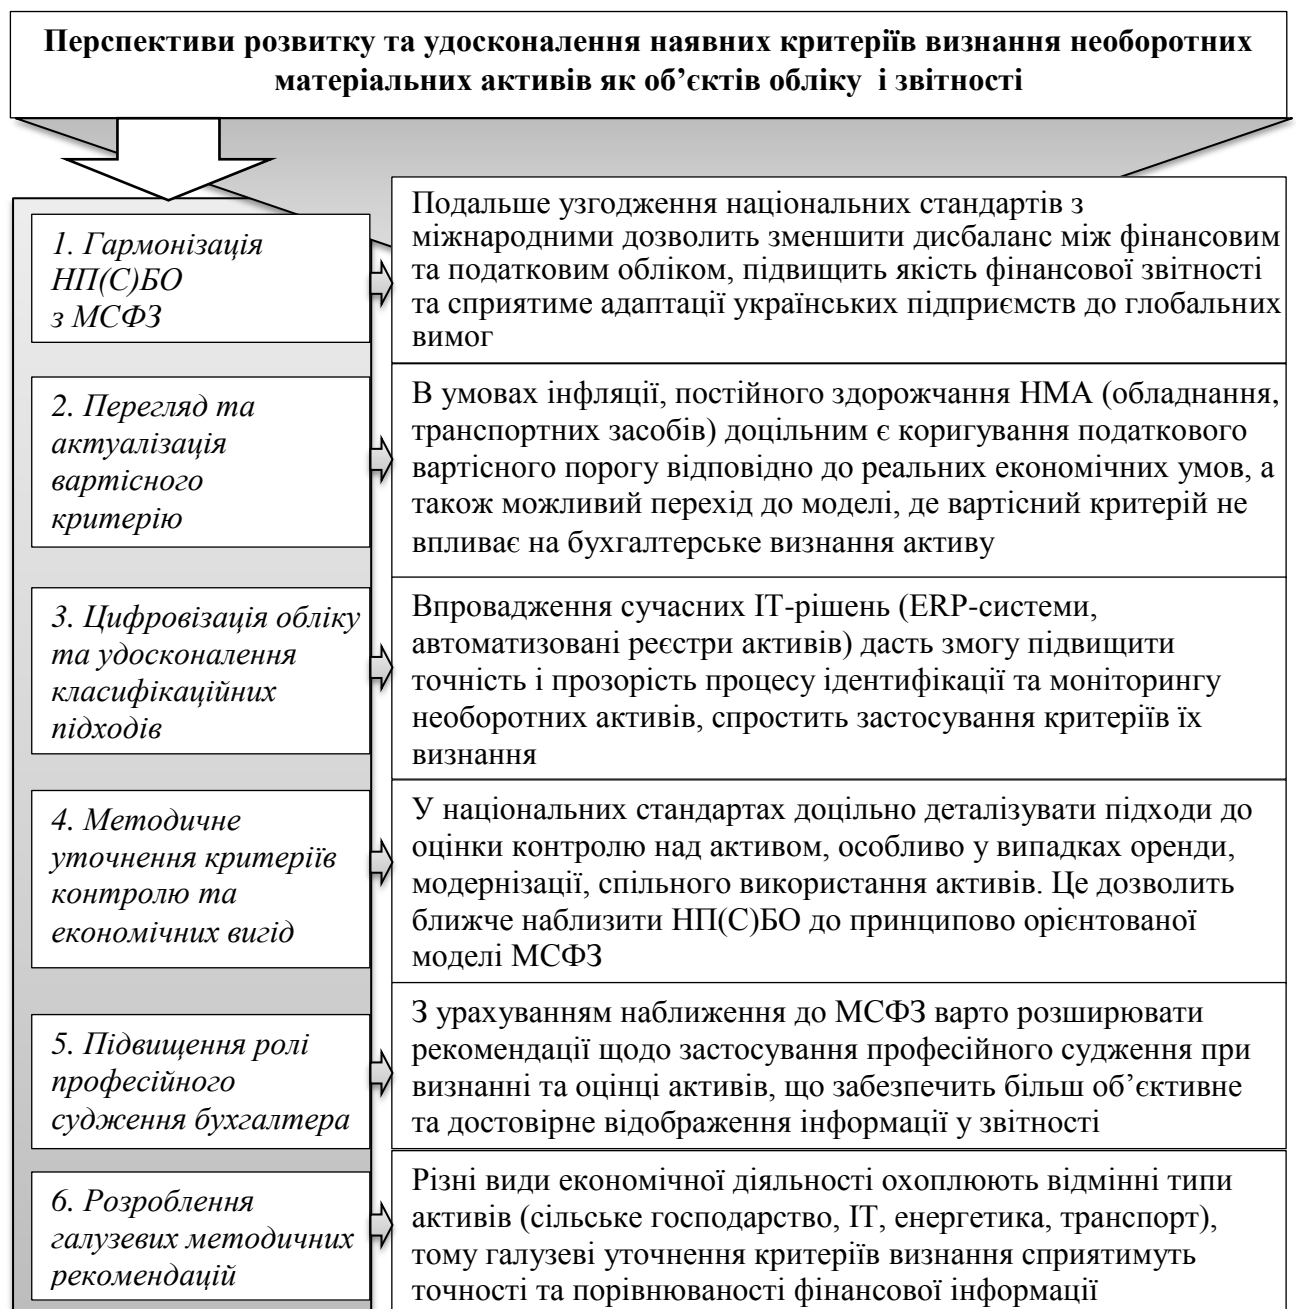 Перспективи розвитку та удосконалення наявних критеріїв визнання необоротних
матеріальних активів як об’єктів обліку і звітності
1. Гармонізація
НП(С)БО
з МСФЗ
Подальше узгодження національних стандартів з
міжнародними дозволить зменшити дисбаланс між фінансовим
та податковим обліком, підвищить якість фінансової звітності
та сприятиме адаптації українських підприємств до глобальних
вимог
2. Перегляд та
актуалізація
вартісного
критерію
В умовах інфляції, постійного здорожчання НМА (обладнання,
транспортних засобів) доцільним є коригування податкового
вартісного порогу відповідно до реальних економічних умов, а
також можливий перехід до моделі, де вартісний критерій не
впливає на бухгалтерське визнання активу
3. Цифровізація обліку
та удосконалення
класифікаційних
підходів
Впровадження сучасних ІТ-рішень (ERP-системи,
автоматизовані реєстри активів) дасть змогу підвищити
точність і прозорість процесу ідентифікації та моніторингу
необоротних активів, спростить застосування критеріїв їх
визнання
4. Методичне
уточнення критеріїв
контролю та
економічних вигід
У національних стандартах доцільно деталізувати підходи до
оцінки контролю над активом, особливо у випадках оренди,
модернізації, спільного використання активів. Це дозволить
ближче наблизити НП(С)БО до принципово орієнтованої
моделі МСФЗ
5. Підвищення ролі
професійного
судження бухгалтера
З урахуванням наближення до МСФЗ варто розширювати
рекомендації щодо застосування професійного судження при
визнанні та оцінці активів, що забезпечить більш об’єктивне
та достовірне відображення інформації у звітності
6. Розроблення
галузевих методичних
рекомендацій
Різні види економічної діяльності охоплюють відмінні типи
активів (сільське господарство, ІТ, енергетика, транспорт),
тому галузеві уточнення критеріїв визнання сприятимуть
точності та порівнюваності фінансової інформації